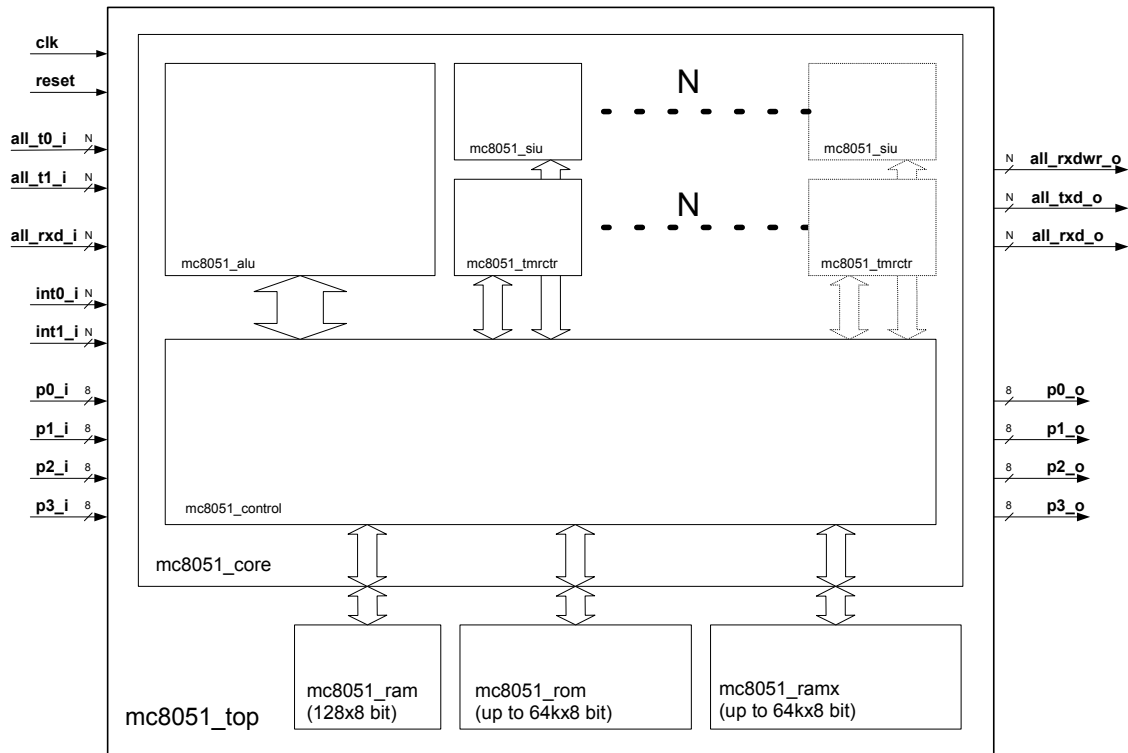 clk
reset
all_t0_i N
all_t1_i N
all_rxd_i N
int0_i N
int1_i N
p0_i 8
p1_i 8
p2_i 8
p3_i 8
mc8051_alu
mc8051_siu
N
mc8051_siu
mc8051_tmrctr
N
mc8051_tmrctr
mc8051_control
mc8051_core
mc8051_ram
(128x8 bit)
mc8051_rom
(up to 64kx8 bit)
mc8051_ramx
(up to 64kx8 bit)
mc8051_top
N all_rxdwr_o
N all_txd_o
N all_rxd_o
8 p0_o
8 p1_o
8 p2_o
8 p3_o